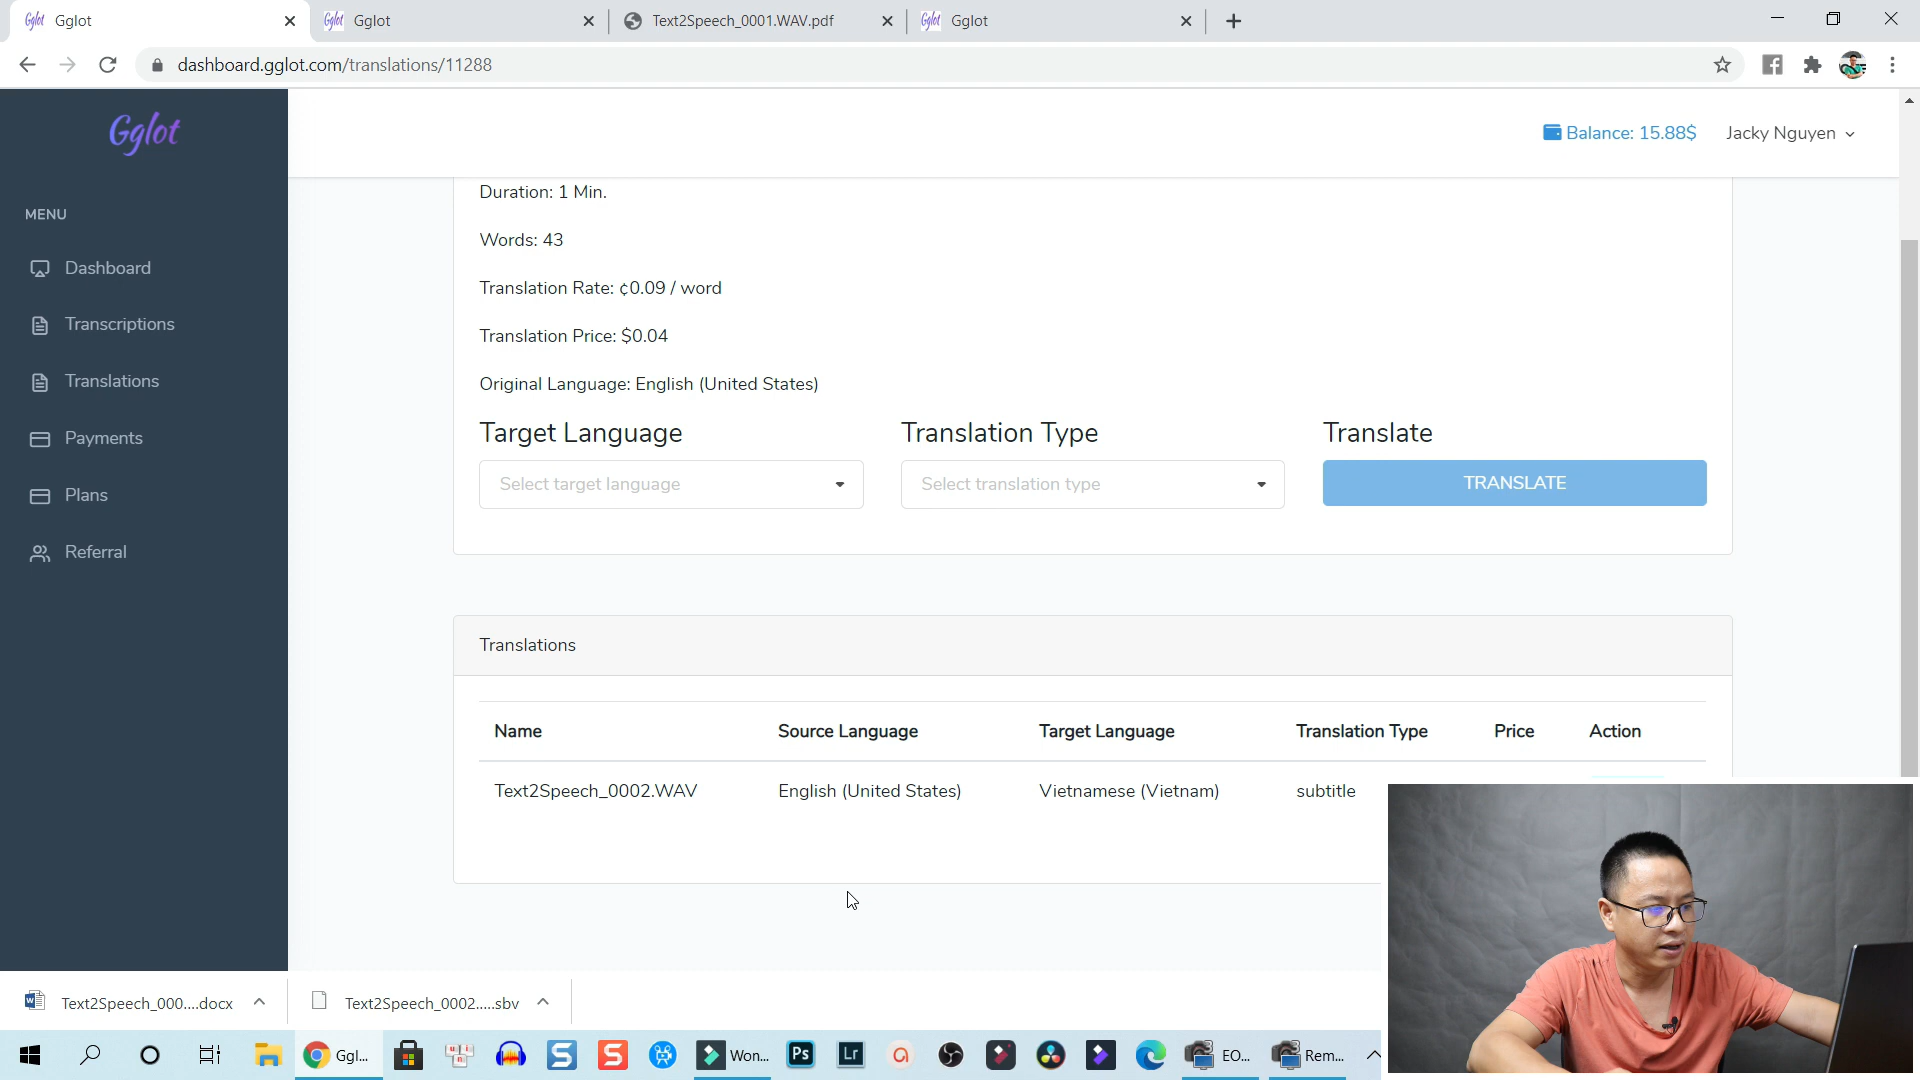 Gglot
Gglot
Text2Speech_0001.WAV.pdf
Gglot
dashboard.gglot.com/translations/11288
Gglot
Balance: 15.88$
Jacky Nguyen
MENU
Dashboard
Transcriptions
Translations
Payments
Plans
Referral
Duration: 1 Min.
Words: 43
Translation Rate: ¢0.09 / word
Translation Price: $0.04
Original Language: English (United States)
Target Language
Translation Type
Translate
Select target language
Select translation type
TRANSLATE
Translations
Name Source Language Target Language Translation Type Price Action
Text2Speech_0002.WAV English (United States) Vietnamese (Vietnam) subtitle
Text2Speech_000....docx
Text2Speech_0002.....sbv
Ggl...
Won...
Ps
Lr
EO...
Rem...